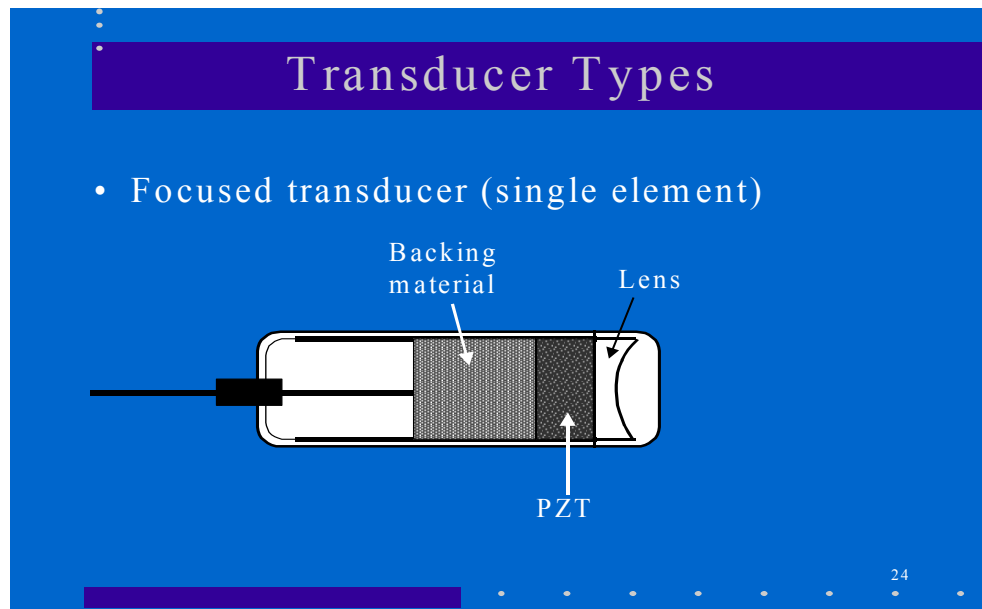 Transducer Types
• Focused transducer (single element)
Backing
material
Lens
PZT
24